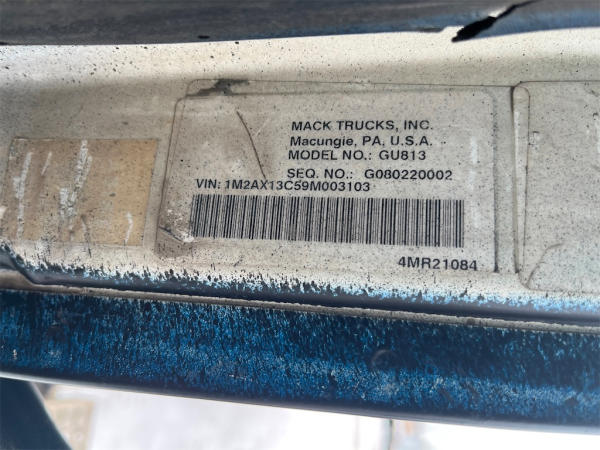 MACK TRUCKS, INC.
Macungie, PA, U.S.A.
MODEL NO.: GU813
SEQ. NO.: G080220002
VIN: 1M2AX13C59M003103
4MR21084